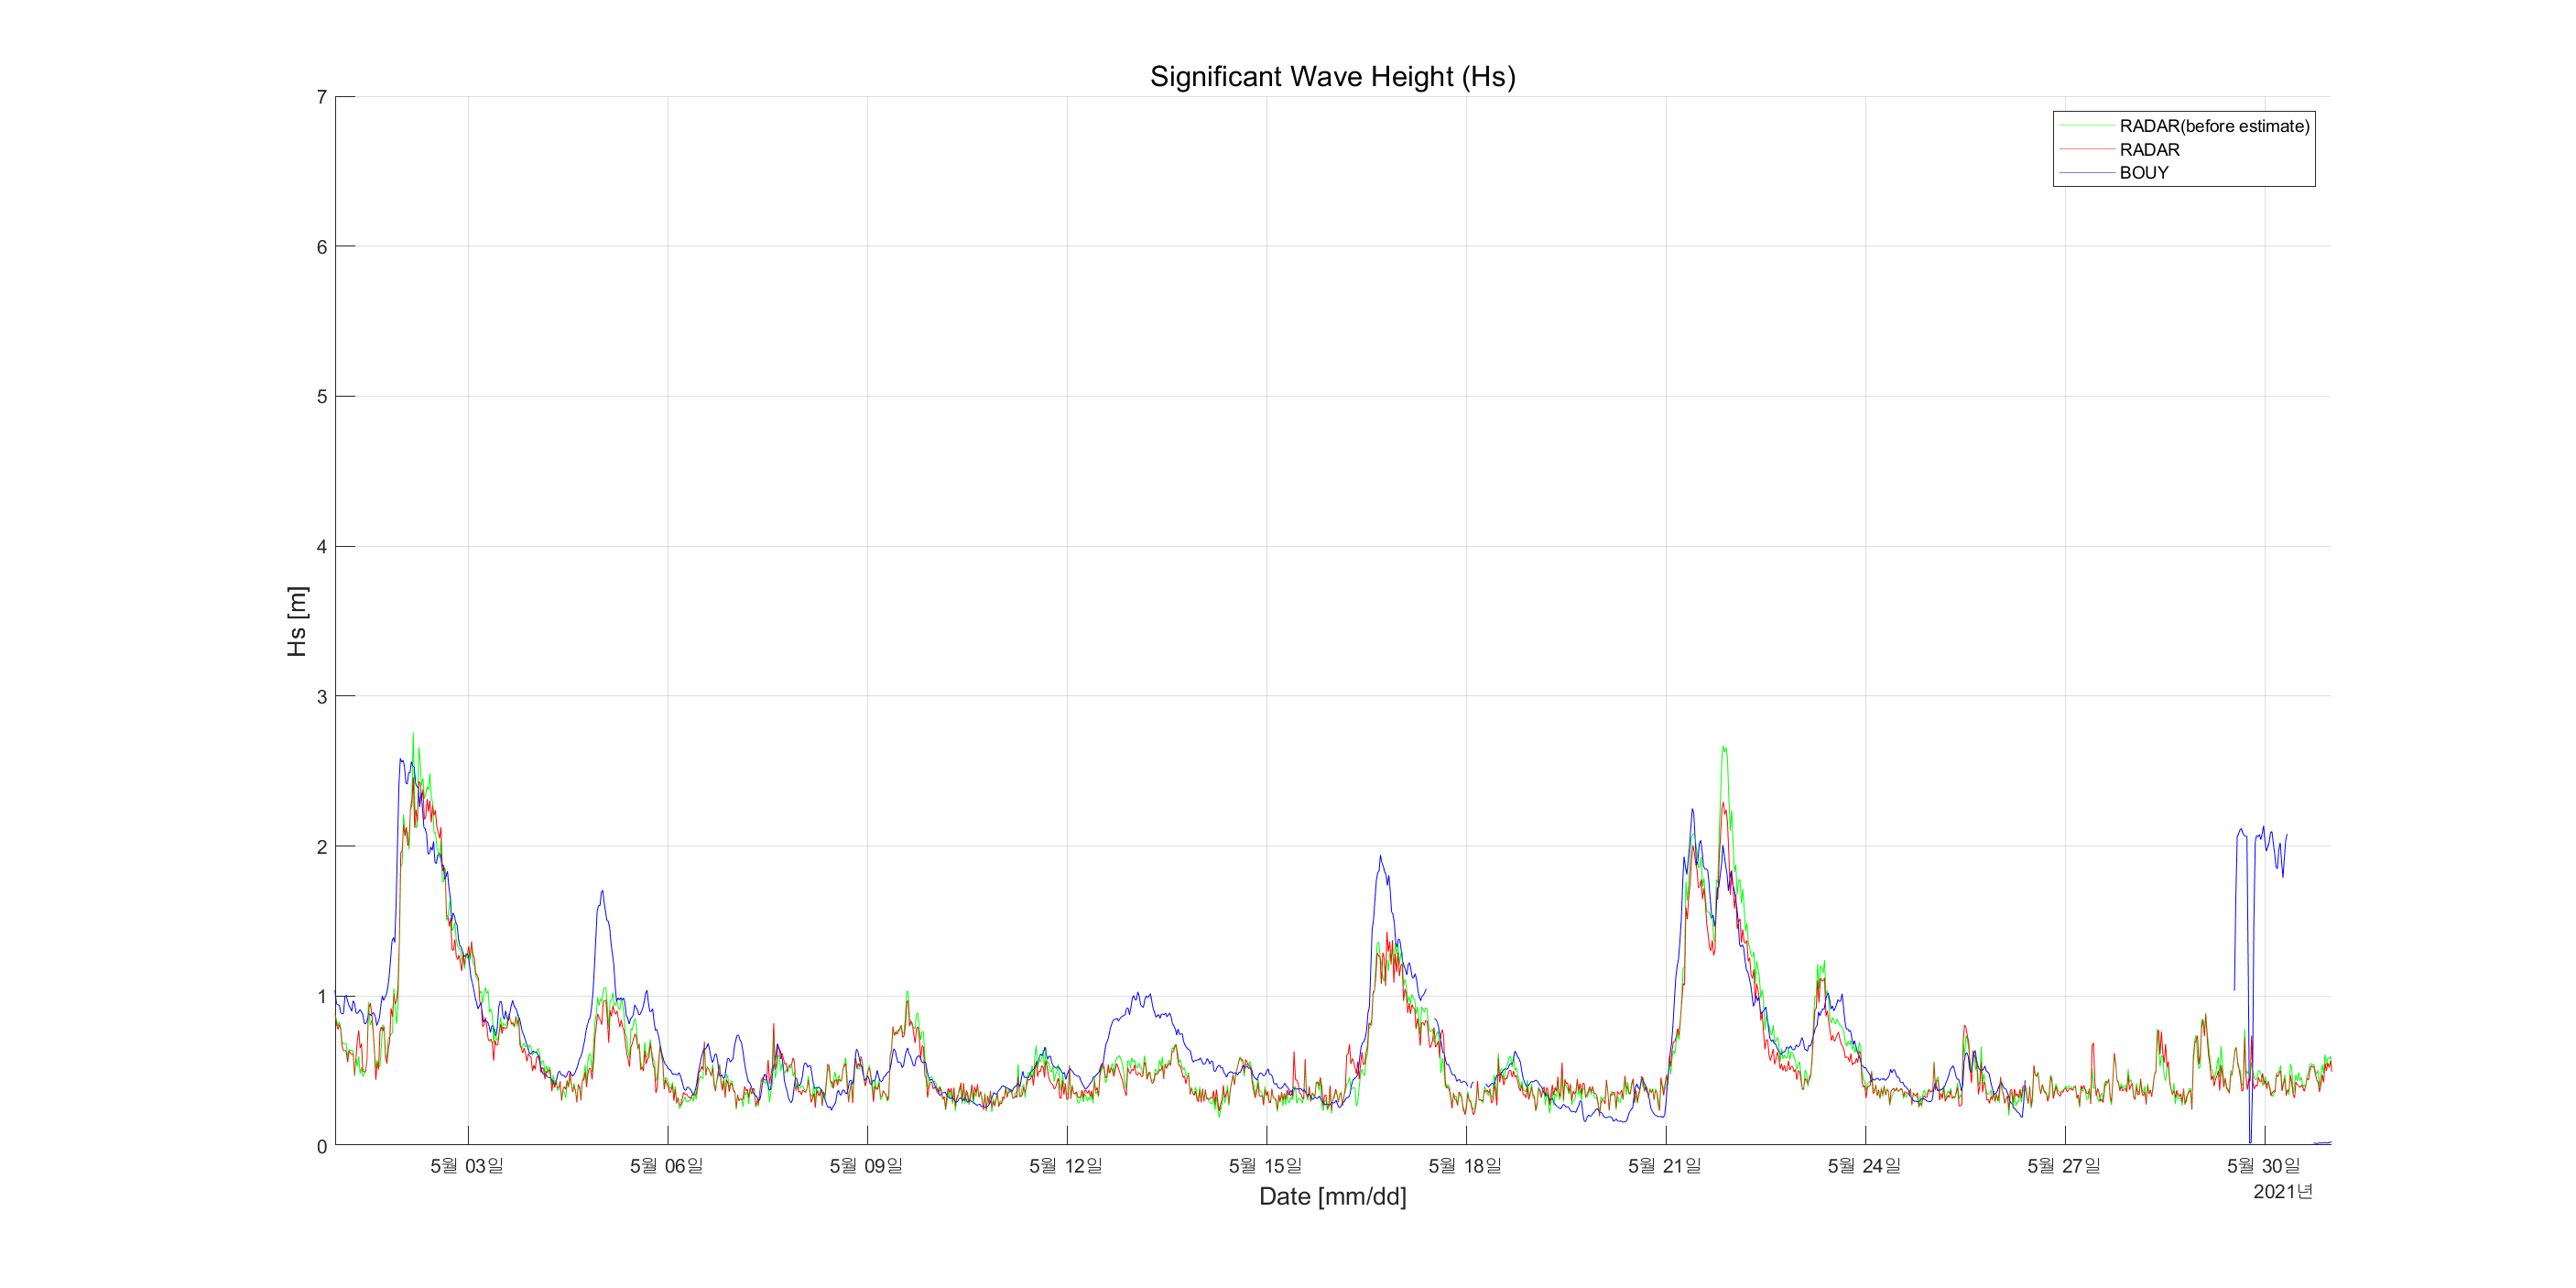 Significant Wave Height (Hs)
RADAR(before estimate)
RADAR
BOUY
7
6
5
4
3
2
1
0
Hs [m]
5월 03일 5월 06일 5월 09일 5월 12일 5월 15일 5월 18일 5월 21일 5월 24일 5월 27일 5월 30일
2021년
Date [mm/dd]